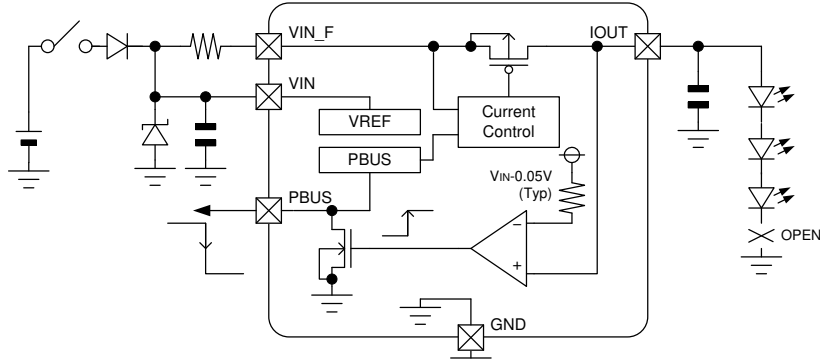 VIN_F
IOUT
VIN
VREF
Current
Control
PBUS
VIN-0.05V
(Typ)
PBUS
−
+
OPEN
GND